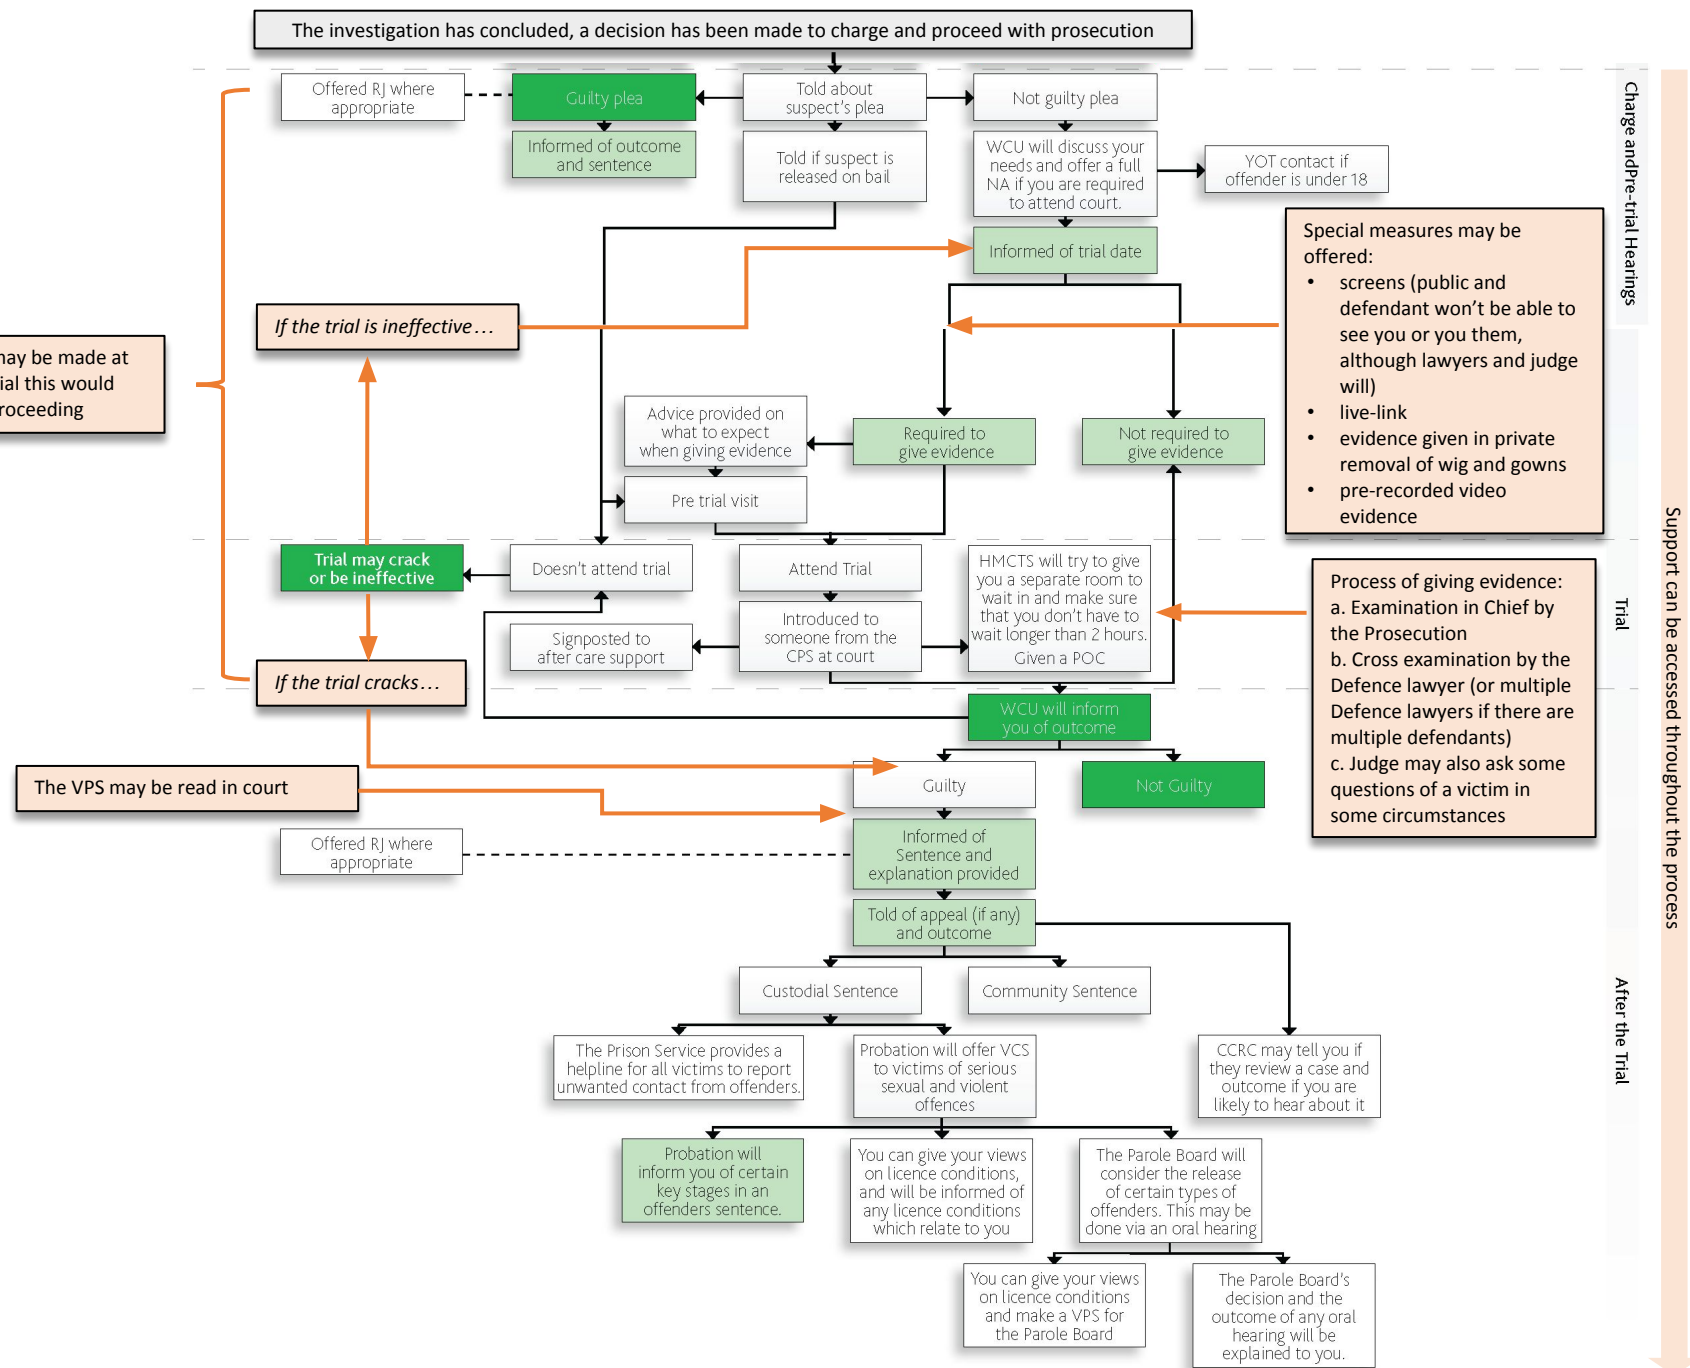 The investigation has concluded, a decision has been made to charge and proceed with prosecution
Offered RJ where
appropriate
Guilty plea
Told about
suspect's plea
Not guilty plea
Informed of outcome
and sentence
Told if suspect is
released on bail
WCU will discuss your
needs and offer a full
NA if you are required
to attend court.
YOT contact if
offender is under 18
Charge andPre-trial Hearings
Informed of trial date
Special measures may be
offered:
• screens (public and
defendant won't be able to
see you or you them,
although lawyers and judge
will)
• live-link
• evidence given in private
removal of wig and gowns
• pre-recorded video
evidence
If the trial is ineffective…
may be made at
ial this would
roceeding
Advice provided on
what to expect
when giving evidence
Required to
give evidence
Not required to
give evidence
Pre trial visit
Trial may crack
or be ineffective
Doesn't attend trial
Attend Trial
HMCTS will try to give
you a separate room to
wait in and make sure
that you don't have to
wait longer than 2 hours.
Given a POC
Process of giving evidence:
a. Examination in Chief by
the Prosecution
b. Cross examination by the
Defence lawyer (or multiple
Defence lawyers if there are
multiple defendants)
c. Judge may also ask some
questions of a victim in
some circumstances
Trial
Support can be accessed throughout the process
Signposted to
after care support
Introduced to
someone from the
CPS at court
If the trial cracks…
WCU will inform
you of outcome
The VPS may be read in court
Guilty
Not Guilty
Offered RJ where
appropriate
Informed of
Sentence and
explanation provided
Told of appeal (if any)
and outcome
Custodial Sentence
Community Sentence
After the Trial
The Prison Service provides a
helpline for all victims to report
unwanted contact from offenders.
Probation will offer VCS
to victims of serious
sexual and violent
offences
CCRC may tell you if
they review a case and
outcome if you are
likely to hear about it
Probation will
inform you of certain
key stages in an
offenders sentence.
You can give your views
on licence conditions,
and will be informed of
any licence conditions
which relate to you
The Parole Board will
consider the release
of certain types of
offenders. This may be
done via an oral hearing
You can give your views
on licence conditions
and make a VPS for
the Parole Board
The Parole Board's
decision and the
outcome of any oral
hearing will be
explained to you.